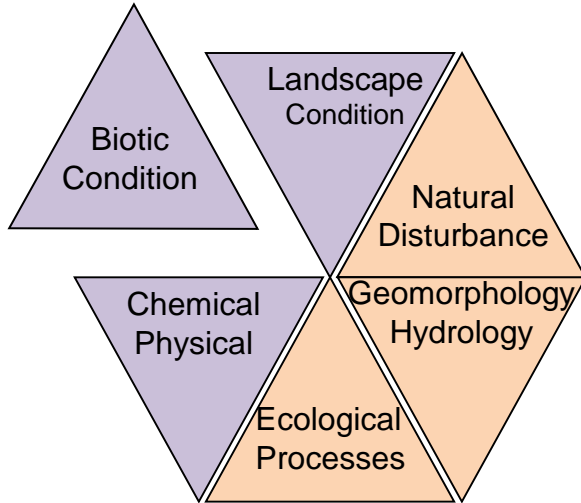 Landscape
Condition
Biotic
Condition
Natural
Disturbance
Chemical
Physical
Geomorphology
Hydrology
Ecological
Processes